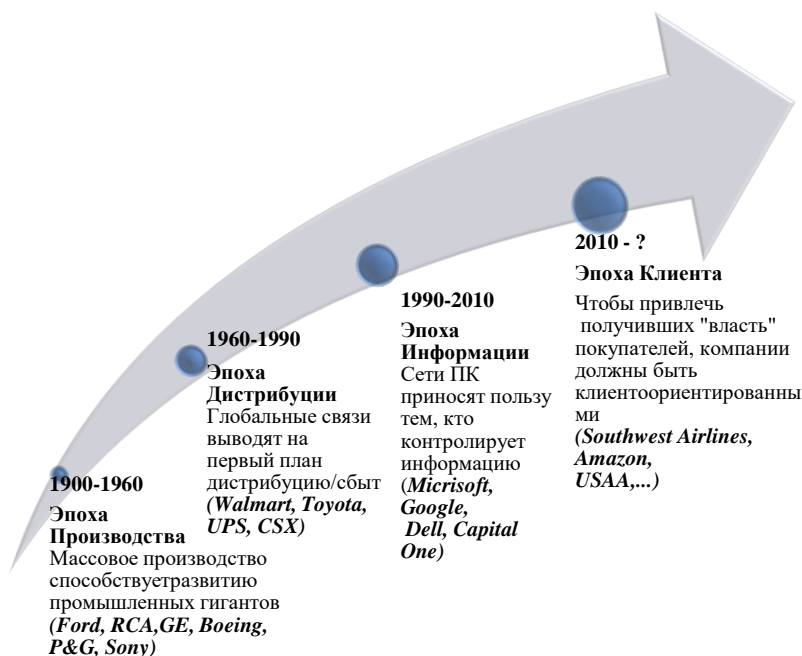 1900-1960
Эпоха
Производства
Массовое производство
способствуетразвитию
промышленных гигантов
(Ford, RCA,GE, Boeing,
P&G, Sony)
1960-1990
Эпоха
Дистрибуции
Глобальные связи
выводят на
первый план
дистрибуцию/сбыт
(Walmart, Toyota,
UPS, CSX)
1990-2010
Эпоха
Информации
Сети ПК
приносят пользу
тем, кто
контролирует
информацию
(Micrisoft,
Google,
Dell, Capital
One)
2010 - ?
Эпоха Клиента
Чтобы привлечь
получивших "власть"
покупателей, компании
должны быть
клиентоориентированны
ми
(Southwest Airlines,
Amazon,
USAA,...)